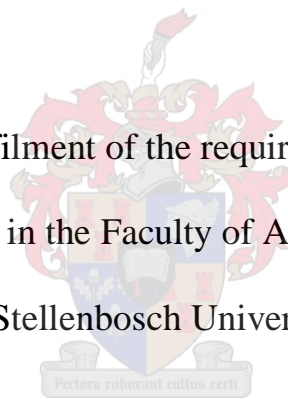 filment of the requir
in the Faculty of A
Stellenbosch Univer
Pectora roborant cultus recti